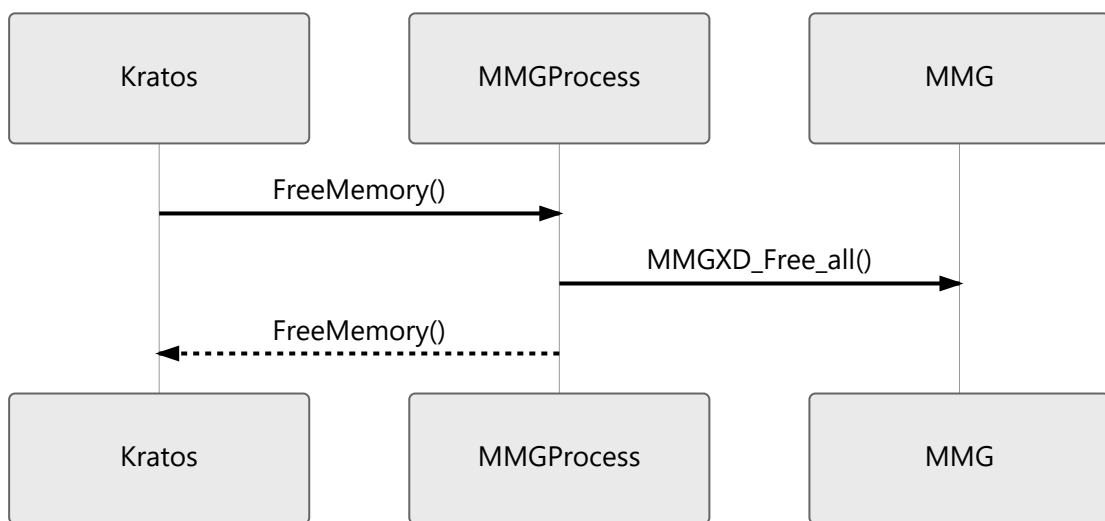 Kratos
MMGProcess
MMG
FreeMemory()
MMGXD_Free_all()
FreeMemory()
Kratos
MMGProcess
MMG